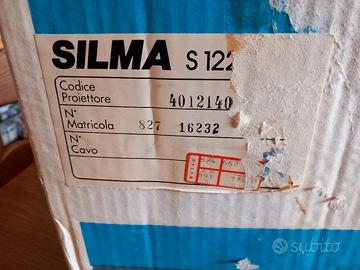 SILMA S 122
Codice
Proiettore 4012140
N°
Matricola 827 16232
N°
Cavo
subito